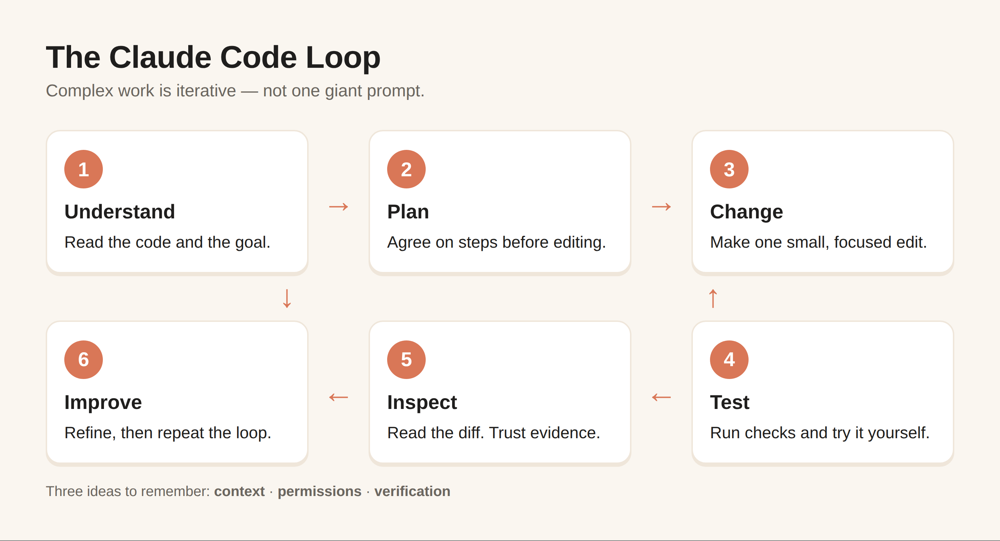 The Claude Code Loop
Complex work is iterative — not one giant prompt.
1
Understand
Read the code and the goal.
→
2
Plan
Agree on steps before editing.
→
3
Change
Make one small, focused edit.
↓
↑
6
Improve
Refine, then repeat the loop.
←
5
Inspect
Read the diff. Trust evidence.
←
4
Test
Run checks and try it yourself.
Three ideas to remember: context · permissions · verification